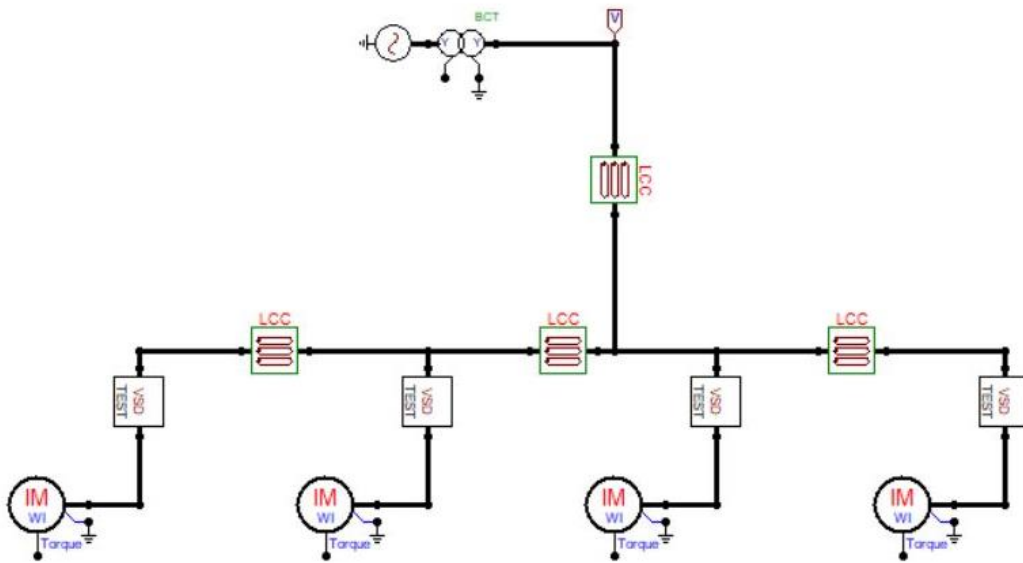 V
BCT
Y Y
LCC
LCC LCC LCC
VSD TEST
VSD TEST
VSD TEST
VSD TEST
IM
WI
Torque
IM
WI
Torque
IM
WI
Torque
IM
WI
Torque